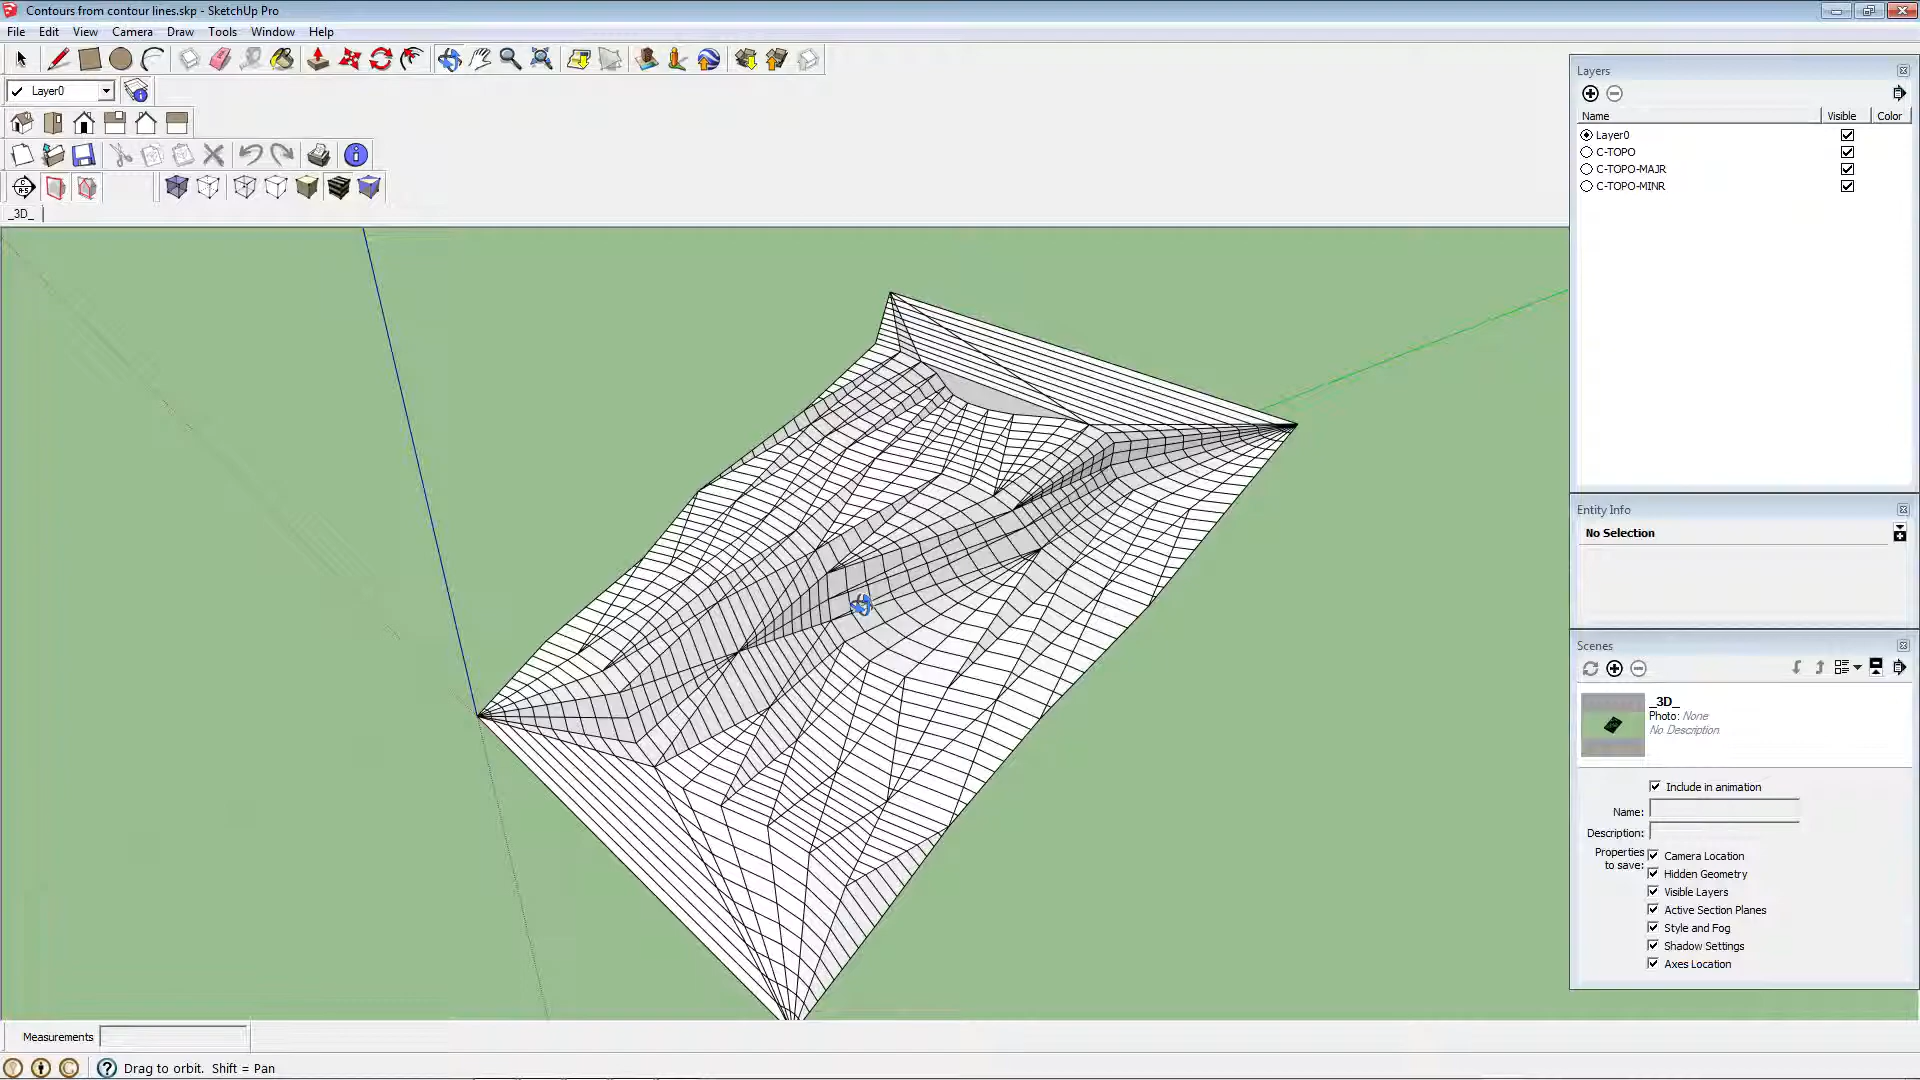 Contours from contour lines.skp - SketchUp Pro
File Edit View Camera Draw Tools Window Help
Layer0
_3D_
Layers
Name Visible Color
Layer0
C-TOPO
C-TOPO-MAJR
C-TOPO-MINR
Entity Info
No Selection
Scenes
_3D_
Photo: None
No Description
Include in animation
Name:
Description:
Properties
to save:
Camera Location
Hidden Geometry
Visible Layers
Active Section Planes
Style and Fog
Shadow Settings
Axes Location
Measurements
Drag to orbit. Shift = Pan